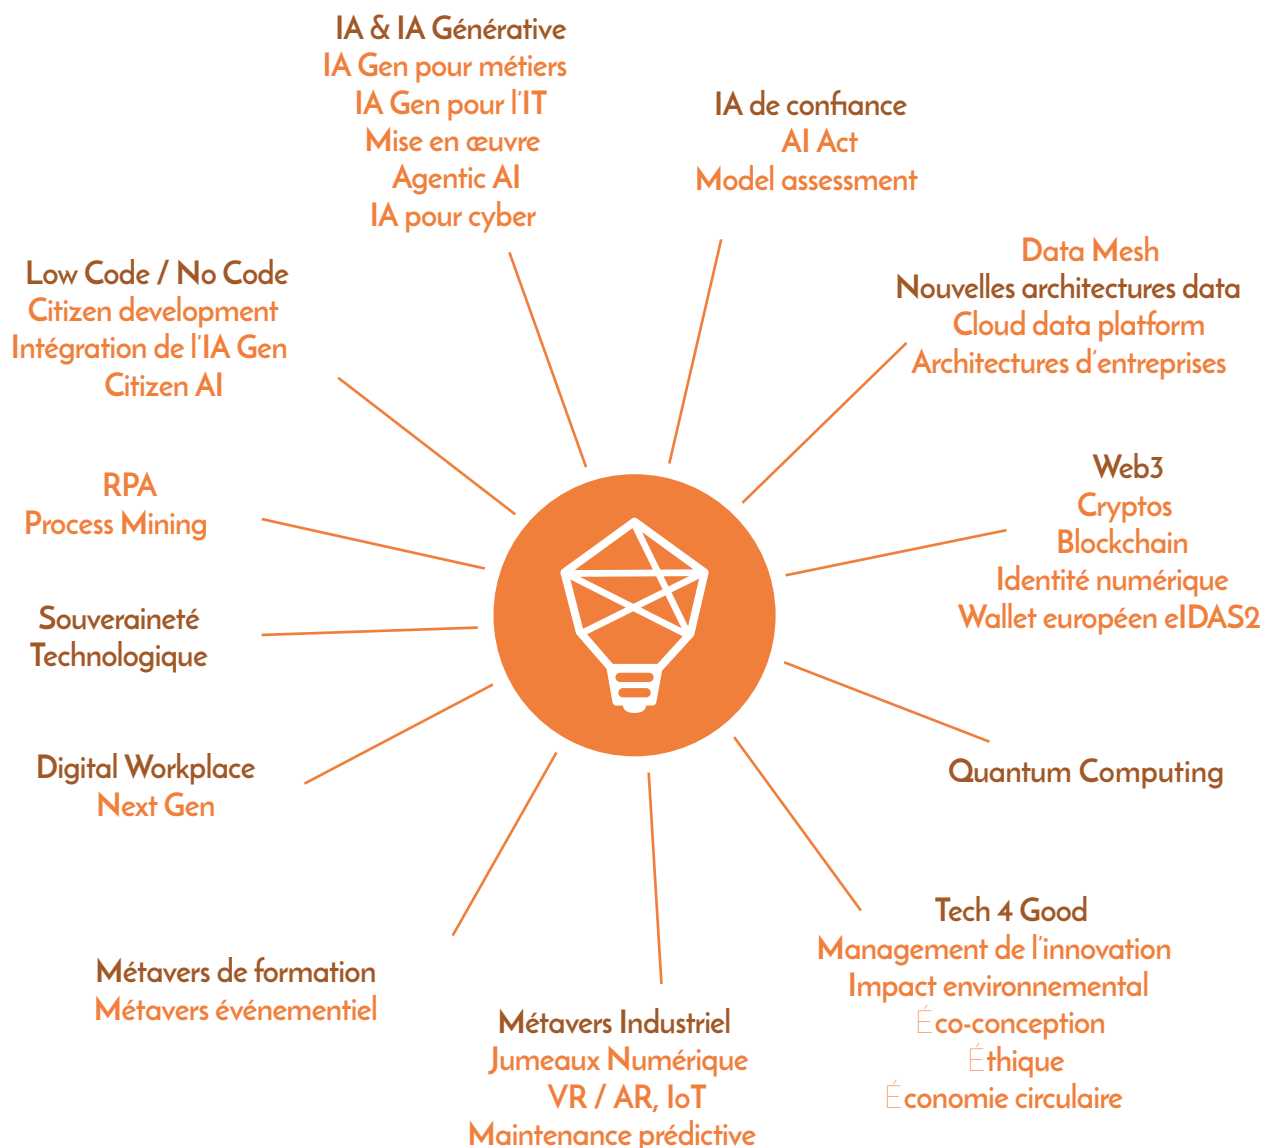 IA & IA Générative
IA Gen pour métiers
IA Gen pour l'IT
Mise en œuvre
Agentic AI
IA pour cyber
IA de confiance
AI Act
Model assessment
Data Mesh
Nouvelles architectures data
Cloud data platform
Architectures d'entreprises
Web3
Cryptos
Blockchain
Identité numérique
Wallet européen eIDAS2
Quantum Computing
Tech 4 Good
Management de l'innovation
Impact environnemental
Éco-conception
Éthique
Économie circulaire
Métavers Industriel
Jumeaux Numérique
VR / AR, IoT
Maintenance prédictive
Métavers de formation
Métavers événementiel
Digital Workplace
Next Gen
Souveraineté
Technologique
RPA
Process Mining
Low Code / No Code
Citizen development
Intégration de l'IA Gen
Citizen AI